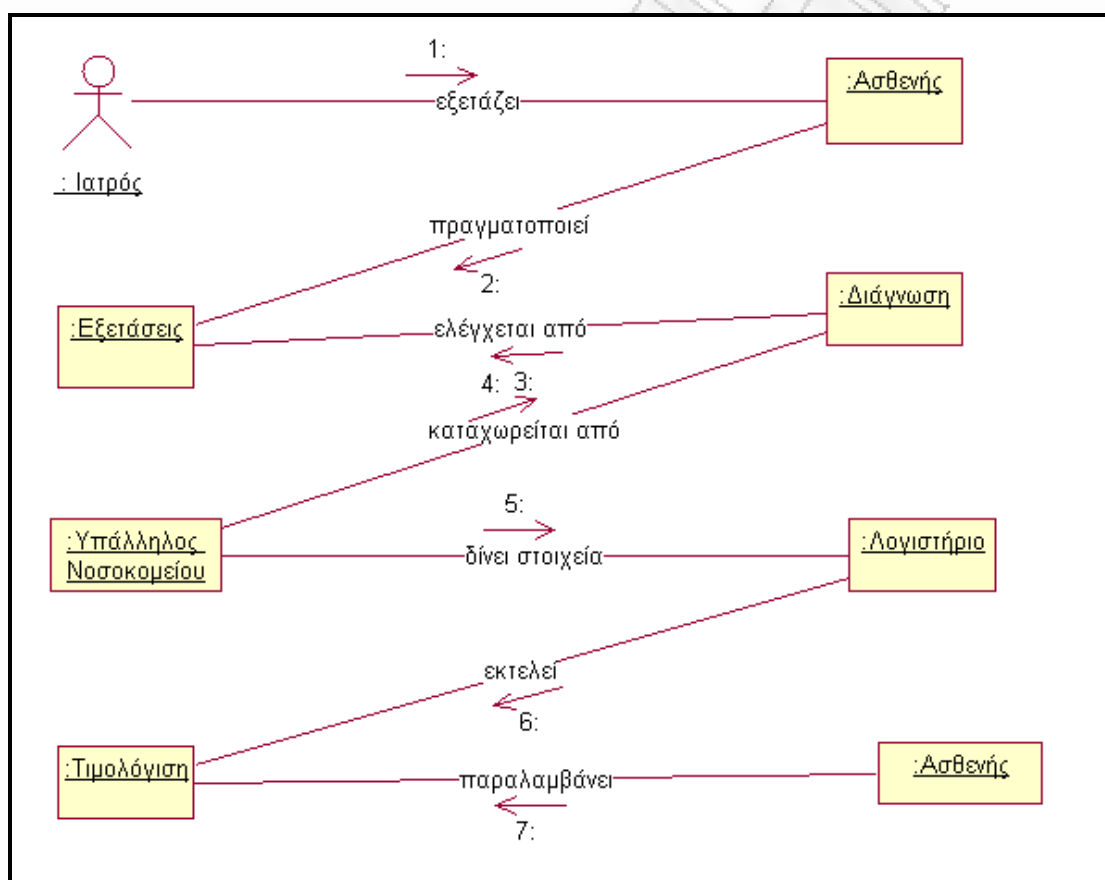 1:
εξετάζει
:Ασθενής
: Ιατρός
πραγματοποιεί
2:
:Εξετάσεις
ελέγχεται από
:Διάγνωση
4: 3:
καταχωρείται από
5:
:Υπάλληλος
Νοσοκομείου
δίνει στοιχεία
:Λογιστήριο
εκτελεί
6:
:Τιμολόγιση
παραλαμβάνει
:Ασθενής
7: